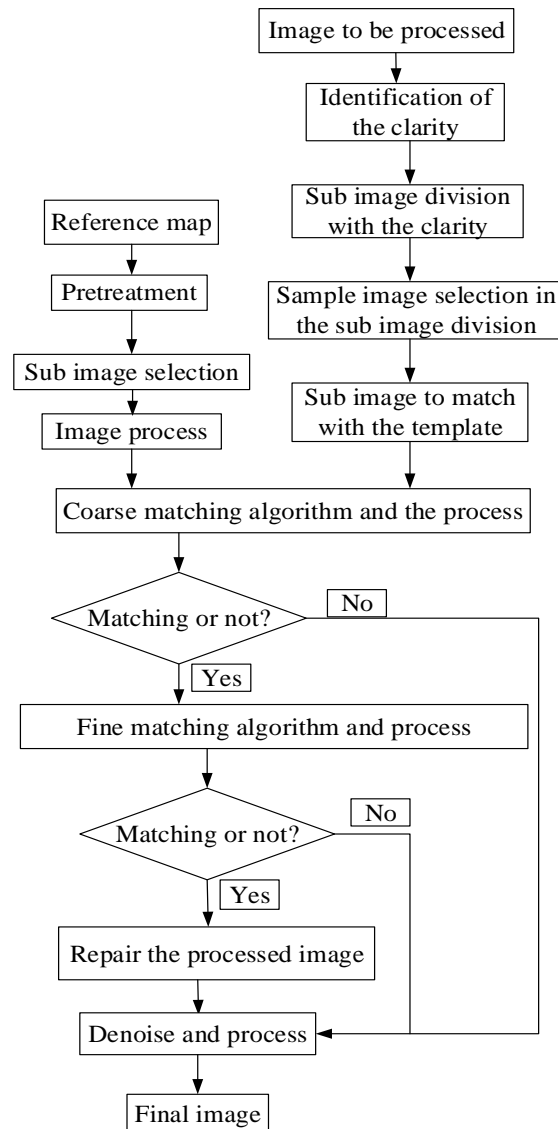 Image to be processed
Identification of
the clarity
Sub image division
with the clarity
Reference map
Pretreatment
Sample image selection in
the sub image division
Sub image selection
Sub image to match
with the template
Image process
Coarse matching algorithm and the process
Matching or not?
No
Yes
Fine matching algorithm and process
Matching or not?
No
Yes
Repair the processed image
Denoise and process
Final image